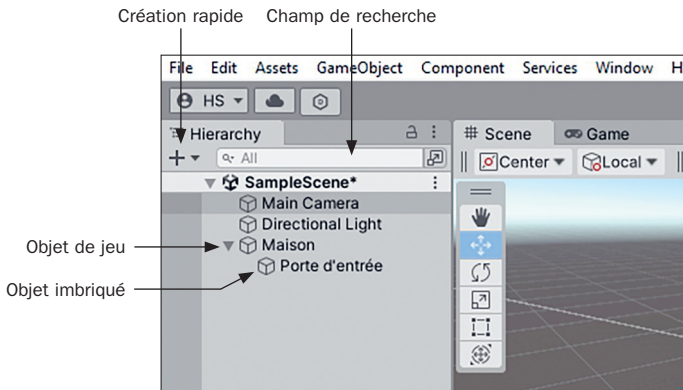 Création rapide
Champ de recherche
File Edit Assets GameObject Component Services Window H
HS
Hierarchy
# Scene
Game
All
Center
Local
SampleScene*
Main Camera
Directional Light
Objet de jeu
Maison
Objet imbriqué
Porte d'entrée